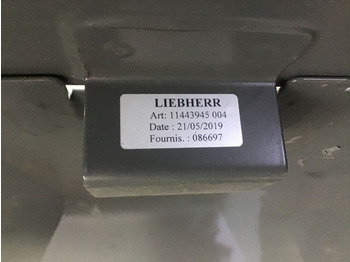 LIEBHERR
Art: 11443945 004
Date : 21/05/2019
Fournis. : 086697